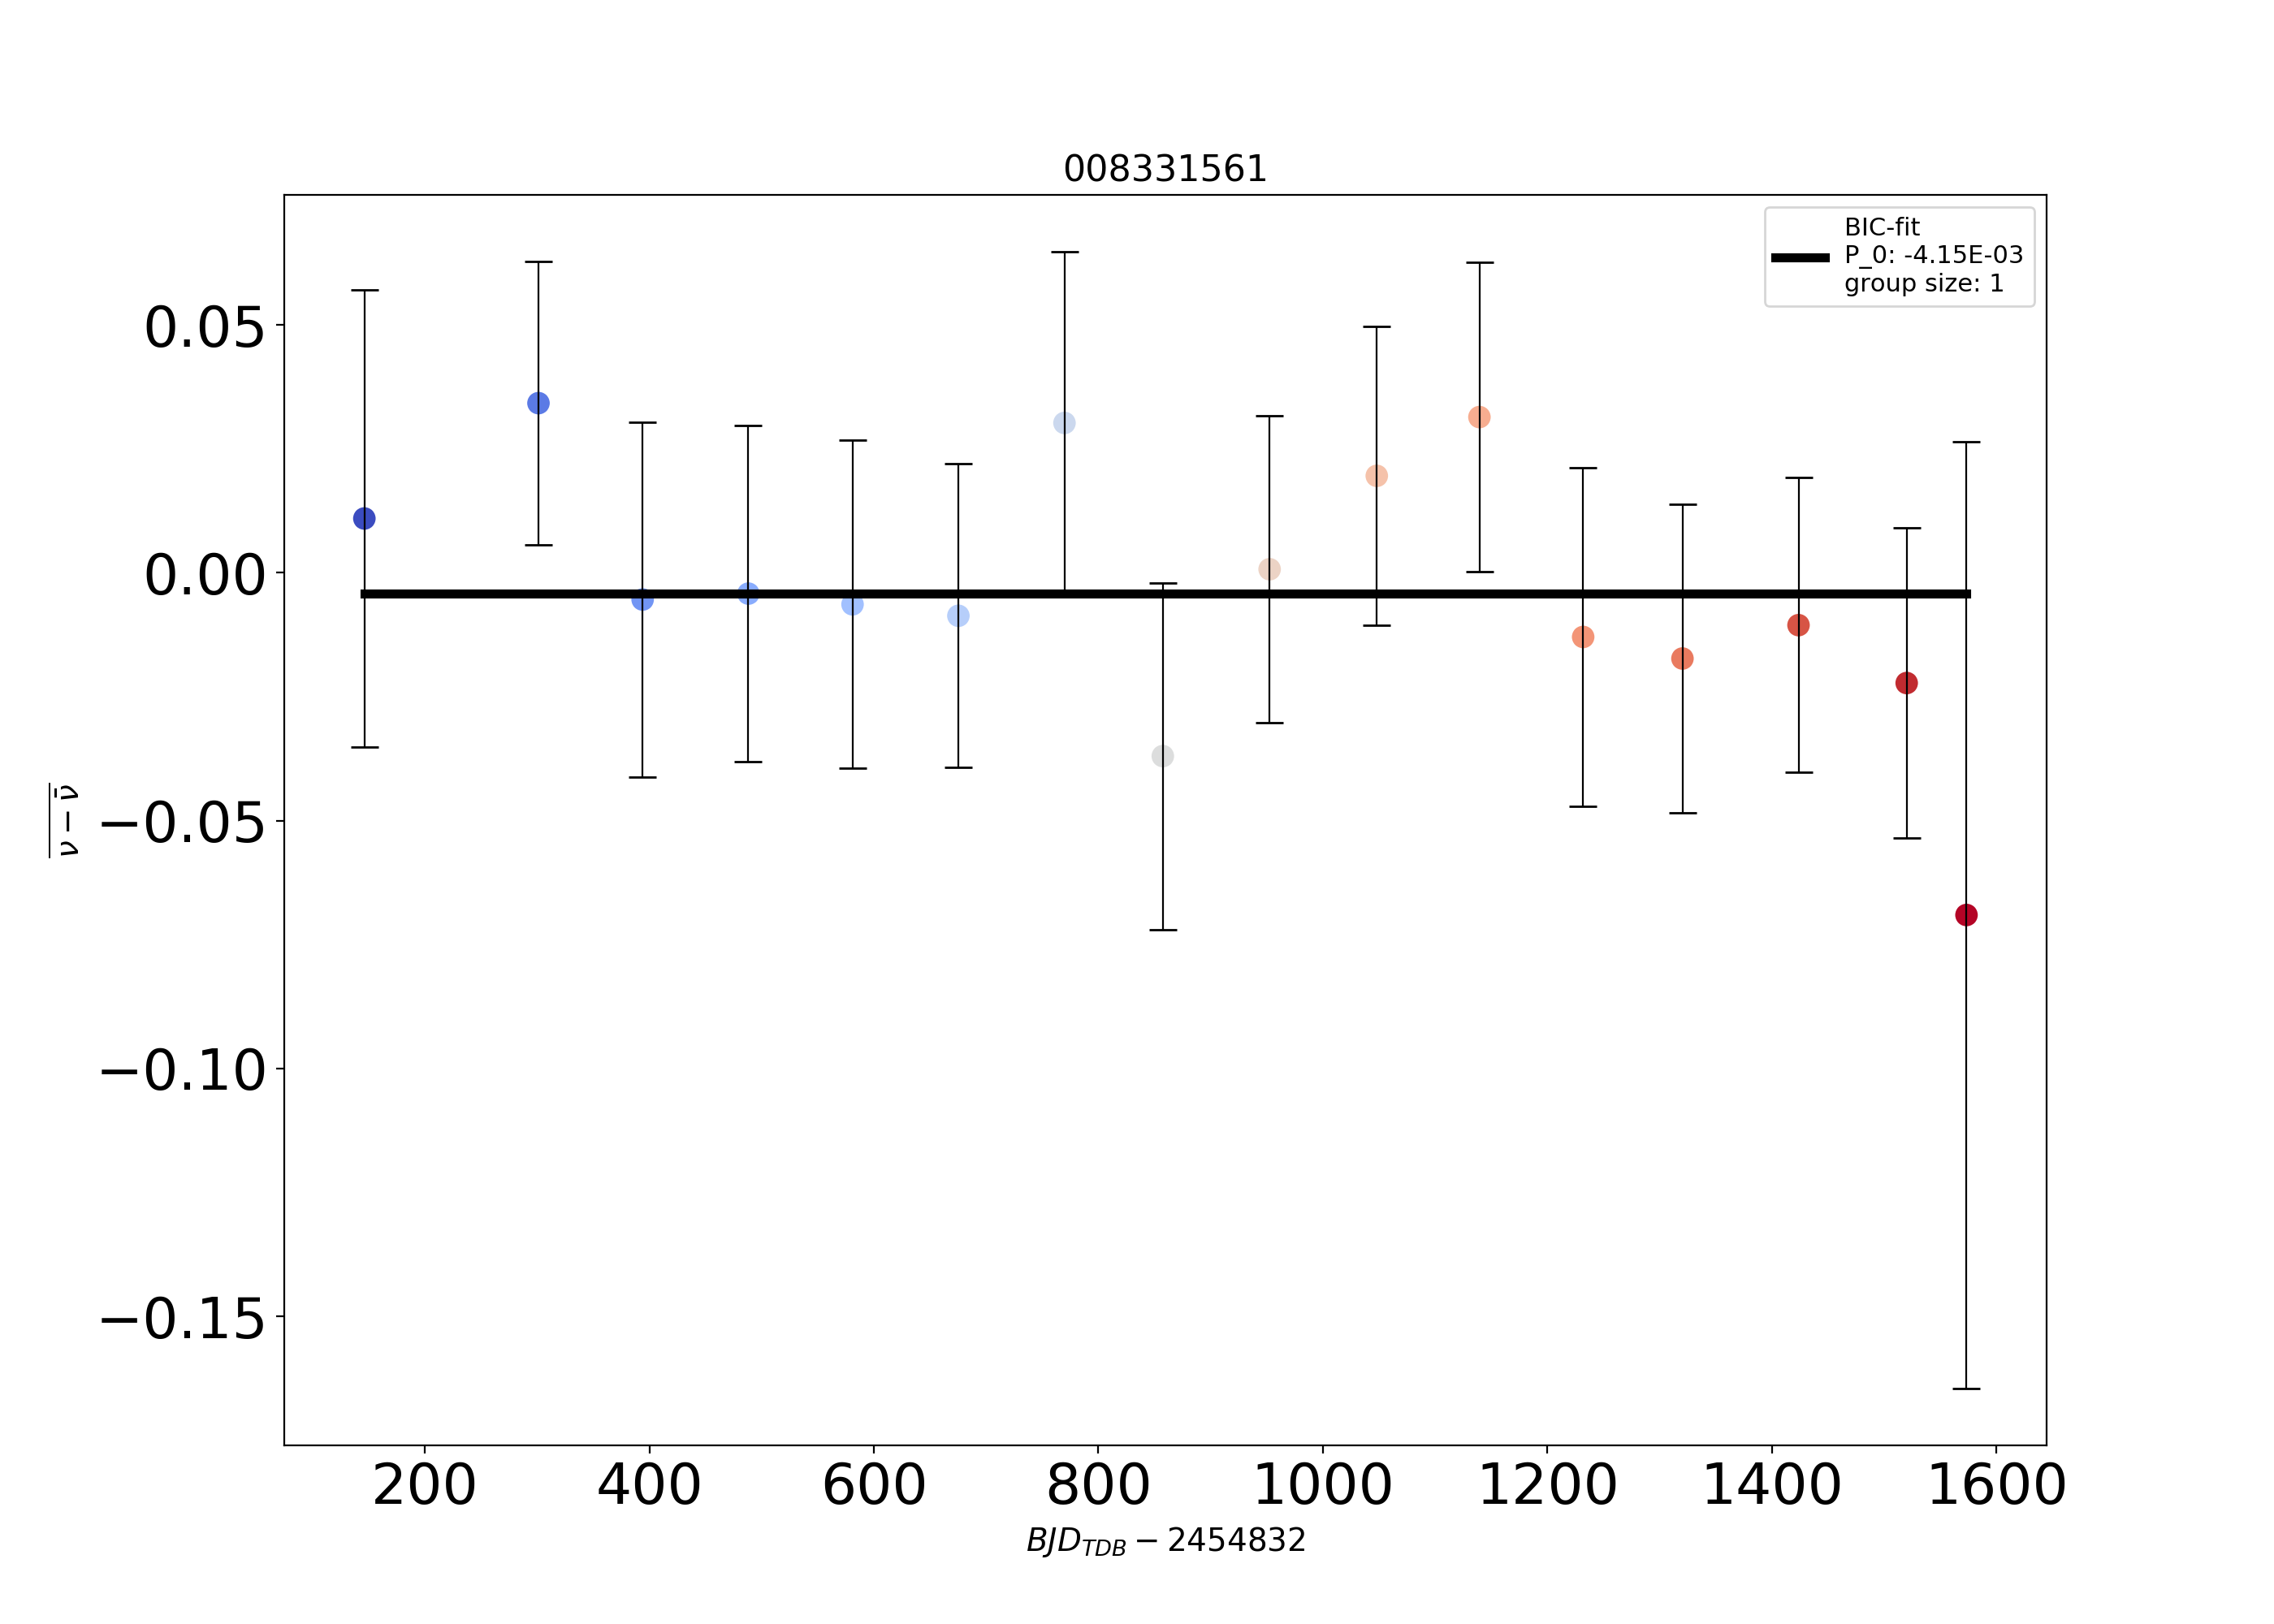 008331561
BIC-fit
P_0: -4.15E-03
group size: 1
0.05
0.00
−0.05
−0.10
−0.15
ν − ν̄
200 400 600 800 1000 1200 1400 1600
BJD_TDB − 2454832